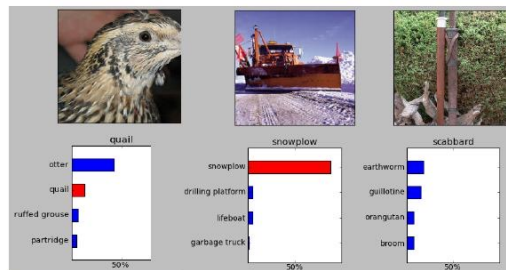 quail
otter
quail
ruffed grouse
partridge
50%
snowplow
snowplow
drilling platform
lifeboat
garbage truck
50%
scabbard
earthworm
guillotine
orangutan
broom
50%